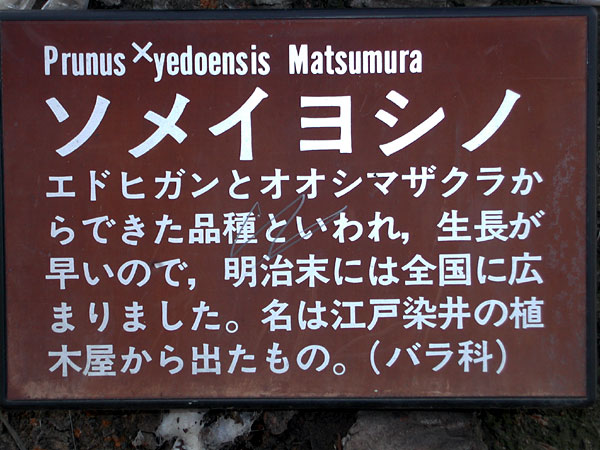 Prunus ×yedoensis Matsumura
ソメイヨシノ
エドヒガンとオオシマザクラか
らできた品種といわれ，生長が
早いので，明治末には全国に広
まりました。名は江戸染井の植
木屋から出たもの。（バラ科）